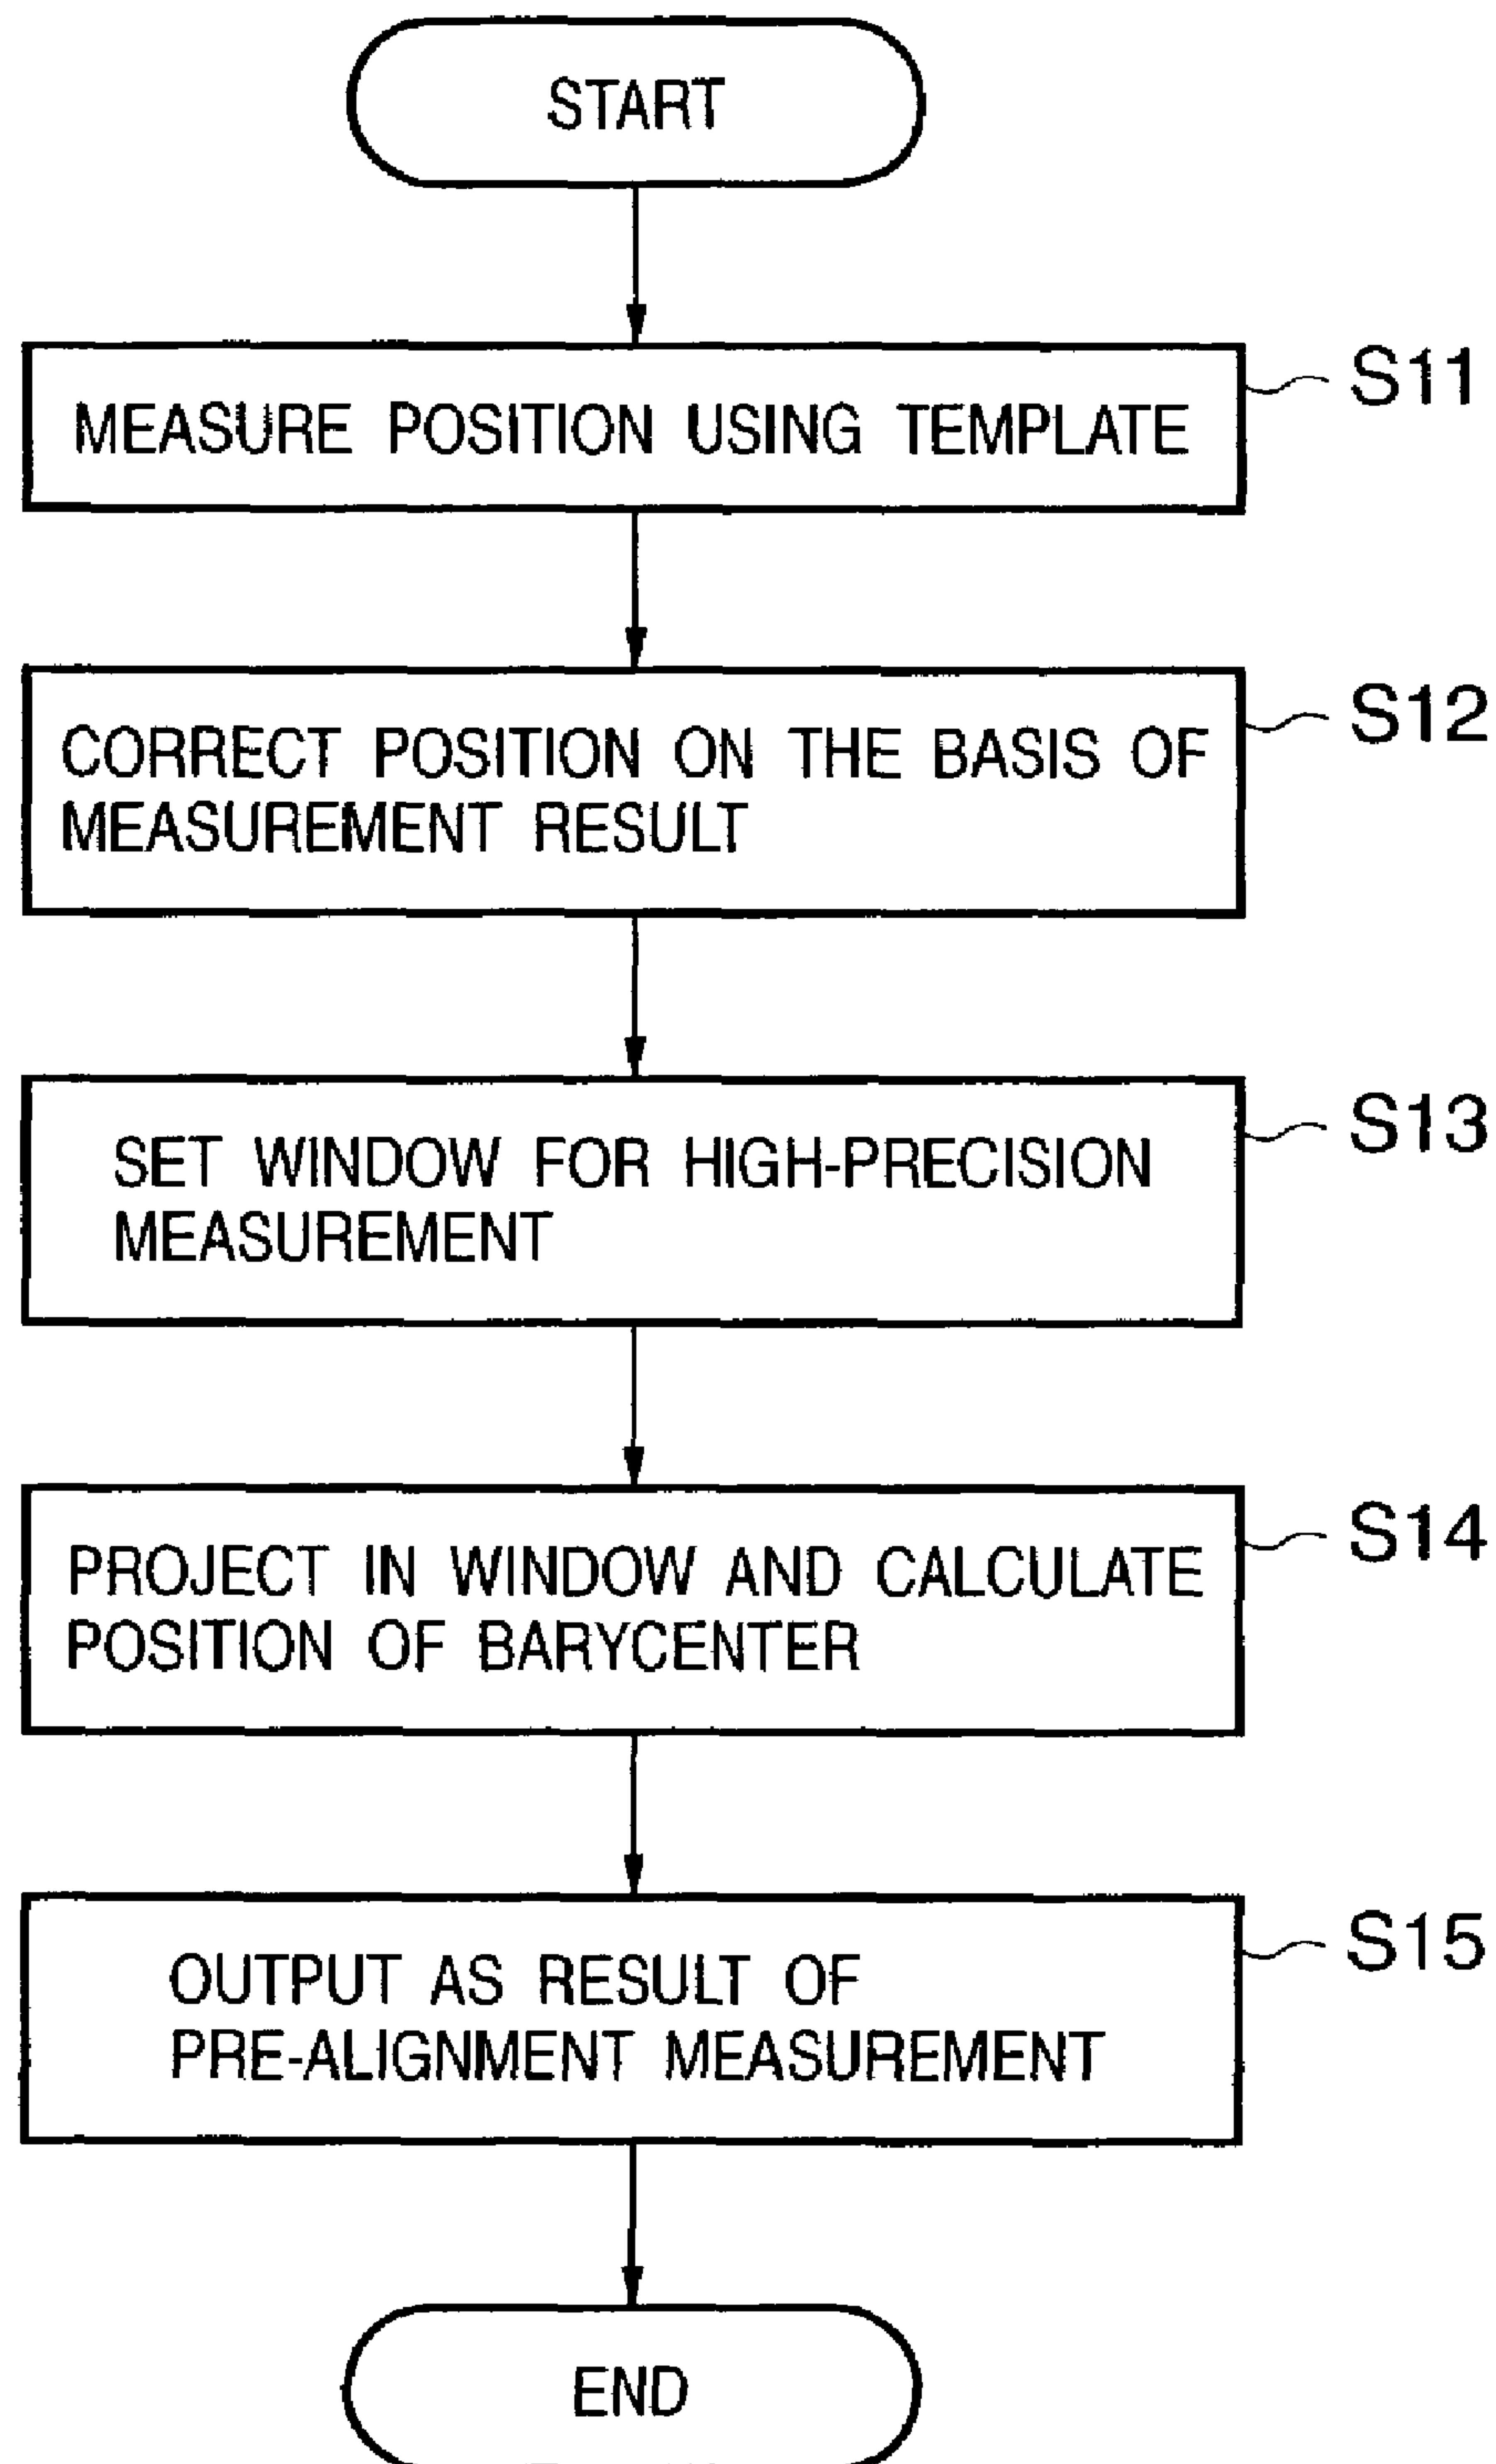 START
MEASURE POSITION USING TEMPLATE
S11
CORRECT POSITION ON THE BASIS OF
MEASUREMENT RESULT
S12
SET WINDOW FOR HIGH-PRECISION
MEASUREMENT
S13
PROJECT IN WINDOW AND CALCULATE
POSITION OF BARYCENTER
S14
OUTPUT AS RESULT OF
PRE-ALIGNMENT MEASUREMENT
S15
END